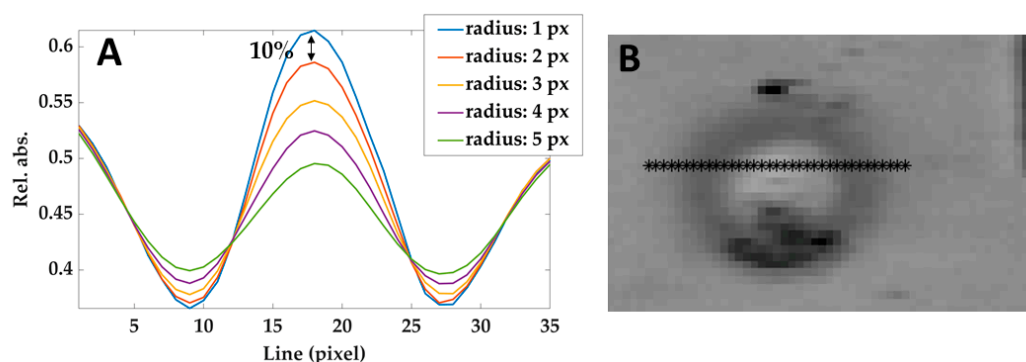 A
10%
radius: 1 px
radius: 2 px
radius: 3 px
radius: 4 px
radius: 5 px
0.6
0.55
0.5
0.45
0.4
5 10 15 20 25 30 35
Rel. abs.
Line (pixel)
B